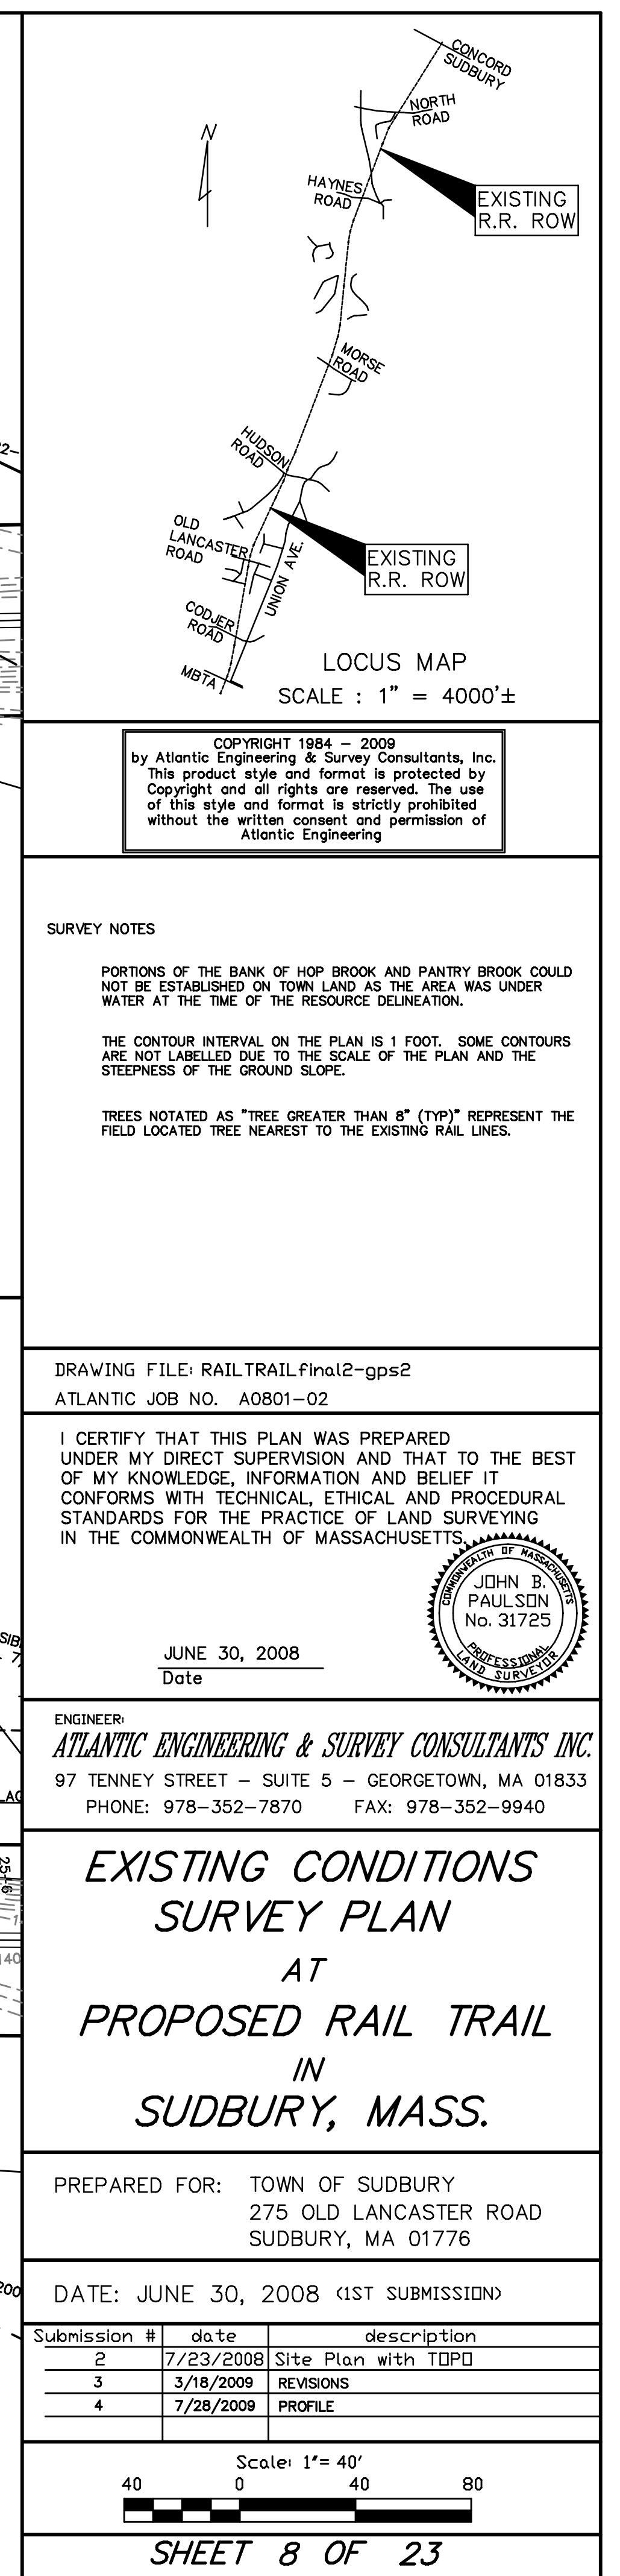 CONCORD
SUDBURY
NORTH
ROAD
N
HAYNES
ROAD
EXISTING
R.R. ROW
MORSE
ROAD
HUDSON
ROAD
OLD
LANCASTER
ROAD
EXISTING
R.R. ROW
UNION AVE.
CODJER
ROAD
MBTA
LOCUS MAP
SCALE : 1" = 4000'±
COPYRIGHT 1984 - 2009
by Atlantic Engineering & Survey Consultants, Inc.
This product style and format is protected by
Copyright and all rights are reserved. The use
of this style and format is strictly prohibited
without the written consent and permission of
Atlantic Engineering
SURVEY NOTES
PORTIONS OF THE BANK OF HOP BROOK AND PANTRY BROOK COULD
NOT BE ESTABLISHED ON TOWN LAND AS THE AREA WAS UNDER
WATER AT THE TIME OF THE RESOURCE DELINEATION.
THE CONTOUR INTERVAL ON THE PLAN IS 1 FOOT. SOME CONTOURS
ARE NOT LABELLED DUE TO THE SCALE OF THE PLAN AND THE
STEEPNESS OF THE GROUND SLOPE.
TREES NOTATED AS "TREE GREATER THAN 8" (TYP)" REPRESENT THE
FIELD LOCATED TREE NEAREST TO THE EXISTING RAIL LINES.
DRAWING FILE: RAILTRAILfinal2-gps2
ATLANTIC JOB NO. A0801-02
I CERTIFY THAT THIS PLAN WAS PREPARED
UNDER MY DIRECT SUPERVISION AND THAT TO THE BEST
OF MY KNOWLEDGE, INFORMATION AND BELIEF IT
CONFORMS WITH TECHNICAL, ETHICAL AND PROCEDURAL
STANDARDS FOR THE PRACTICE OF LAND SURVEYING
IN THE COMMONWEALTH OF MASSACHUSETTS.
COMMONWEALTH OF MASSACHUSETTS
JOHN B.
PAULSON
No. 31725
PROFESSIONAL
LAND SURVEYOR
JUNE 30, 2008
Date
ENGINEER:
ATLANTIC ENGINEERING & SURVEY CONSULTANTS INC.
97 TENNEY STREET - SUITE 5 - GEORGETOWN, MA 01833
PHONE: 978-352-7870 FAX: 978-352-9940
EXISTING CONDITIONS
SURVEY PLAN
AT
PROPOSED RAIL TRAIL
IN
SUDBURY, MASS.
PREPARED FOR: TOWN OF SUDBURY
275 OLD LANCASTER ROAD
SUDBURY, MA 01776
DATE: JUNE 30, 2008 (1ST SUBMISSION)
Submission # date description
2 7/23/2008 Site Plan with TOPO
3 3/18/2009 REVISIONS
4 7/28/2009 PROFILE
Scale: 1"= 40'
40 0 40 80
SHEET 8 OF 23